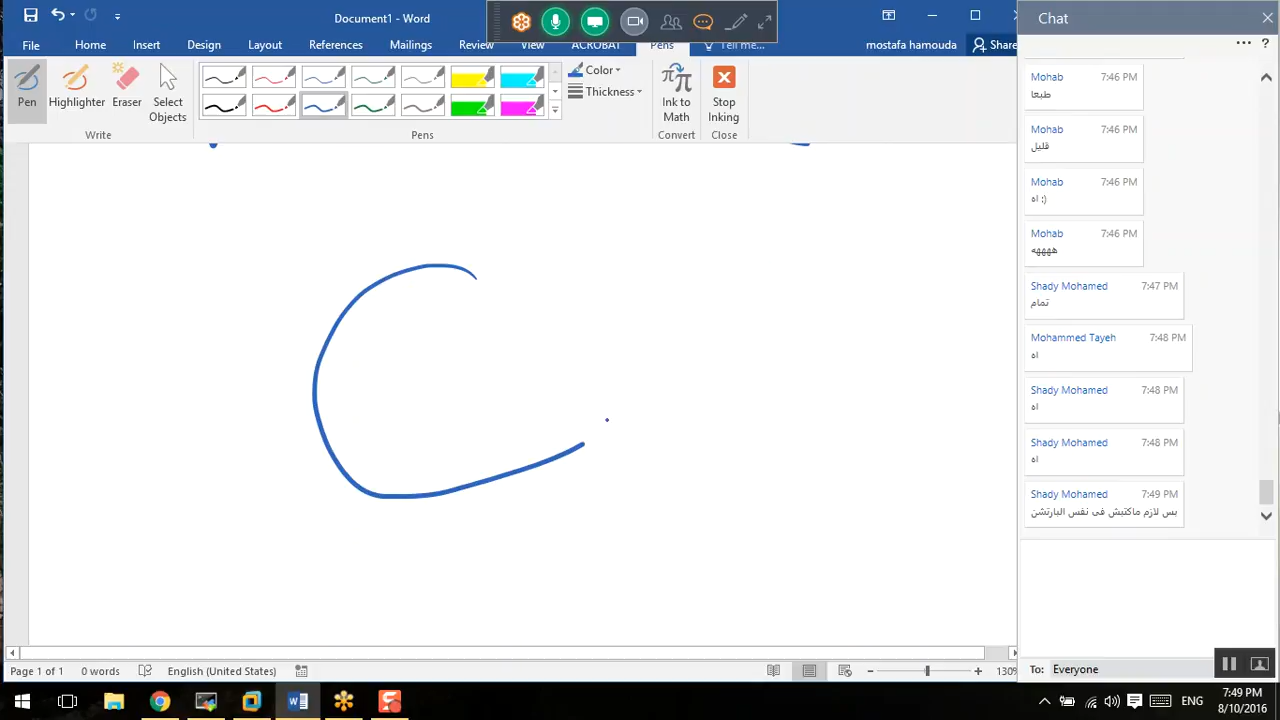 Document1 - Word
Chat
File
Home
Insert
Design
Layout
References
Mailings
Review
View
ACROBAT
Pens
Tell me...
mostafa hamouda
Share
?
Pen
Highlighter
Eraser
Select
Objects
Color
Thickness
Ink to
Math
Stop
Inking
Write
Pens
Convert
Close
Mohab 7:46 PM
طبعا
Mohab 7:46 PM
قليل
Mohab 7:46 PM
اه :)
Mohab 7:46 PM
هههههه
Shady Mohamed 7:47 PM
تمام
Mohammed Tayeh 7:48 PM
اه
Shady Mohamed 7:48 PM
اه
Shady Mohamed 7:48 PM
اه
Shady Mohamed 7:49 PM
بس لازم ماكتبش فى نفس البارتشن
C
To: Everyone
Page 1 of 1
0 words
English (United States)
130%
ENG
7:49 PM
8/10/2016